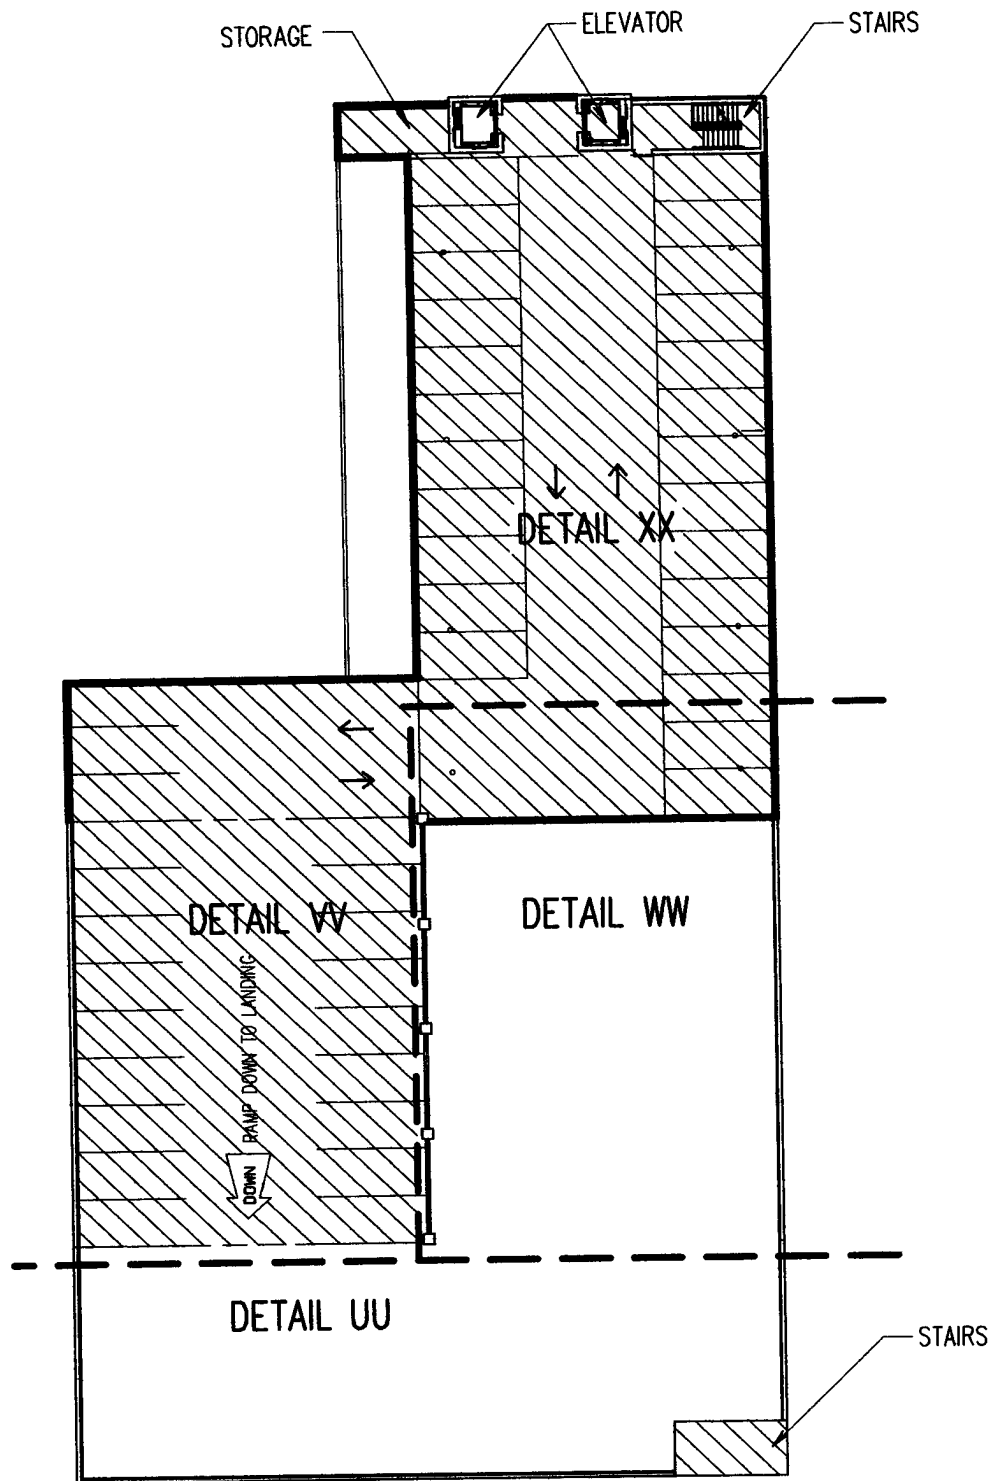 STORAGE
ELEVATOR
STAIRS
DETAIL XX
DETAIL VV
DETAIL WW
RAMP DOWN TO LANDING
DOWN
DETAIL UU
STAIRS